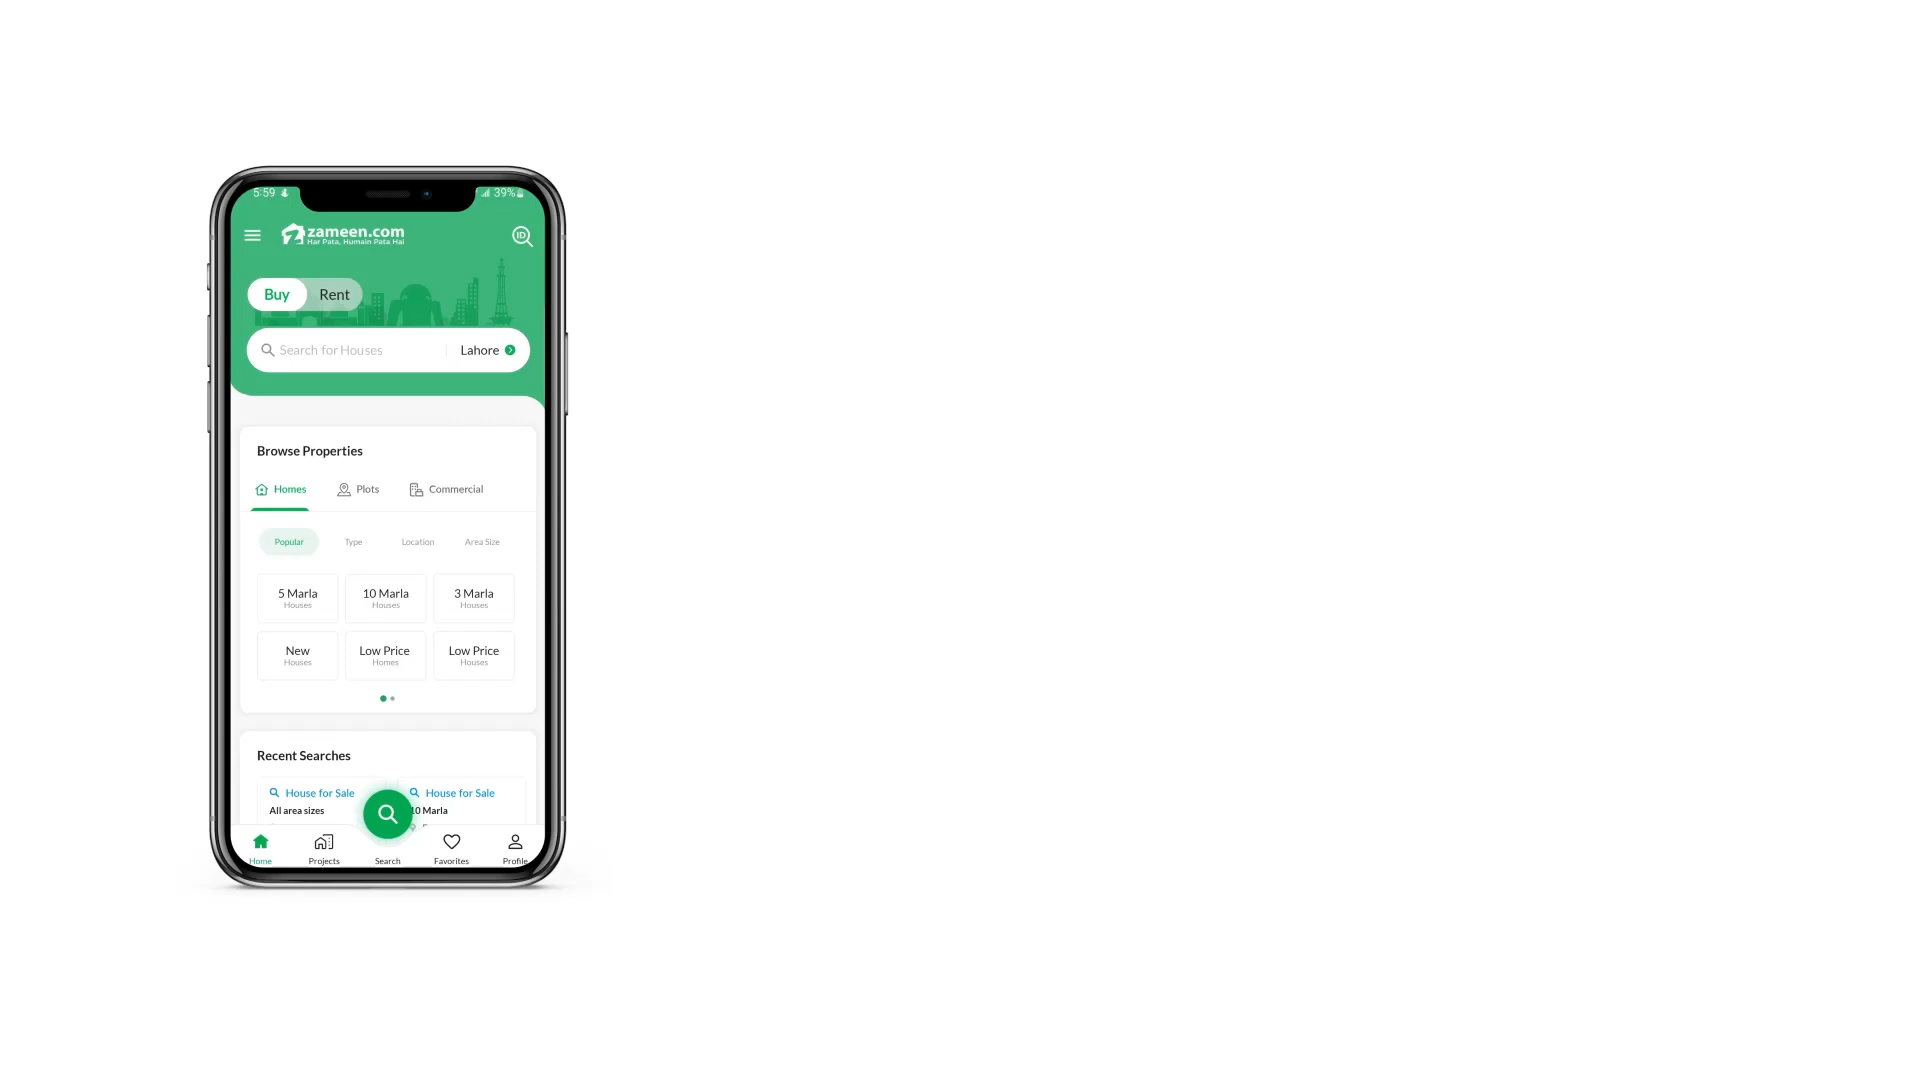 5:59
39%
zameen.com
Har Pata, Humain Pata Hai
ID
Buy Rent
Search for Houses Lahore
Browse Properties
Homes Plots Commercial
Popular Type Location Area Size
5 Marla 10 Marla 3 Marla
Houses Houses Houses
New Low Price Low Price
Houses Homes Houses
Recent Searches
House for Sale House for Sale
All area sizes 10 Marla
Home Projects Search Favorites Profile